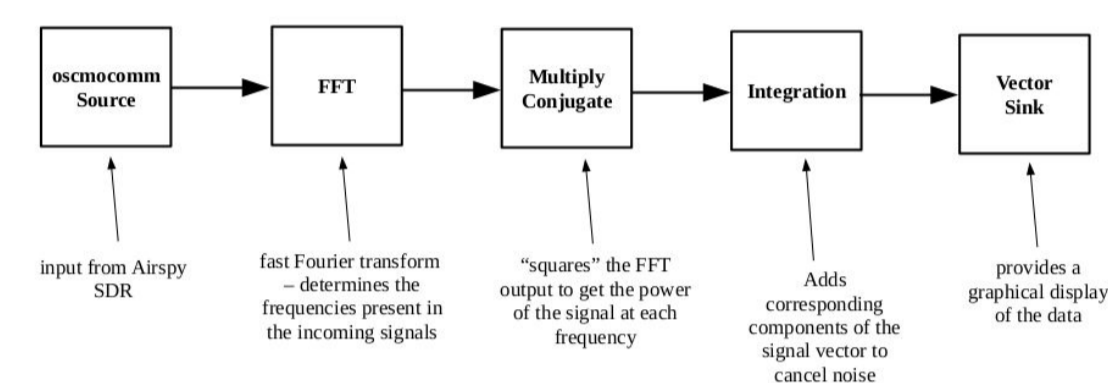 oscmocomm
Source
FFT
Multiply
Conjugate
Integration
Vector
Sink
input from Airspy
SDR
fast Fourier transform
– determines the
frequencies present in
the incoming signals
“squares” the FFT
output to get the power
of the signal at each
frequency
Adds
corresponding
components of the
signal vector to
cancel noise
provides a
graphical display
of the data